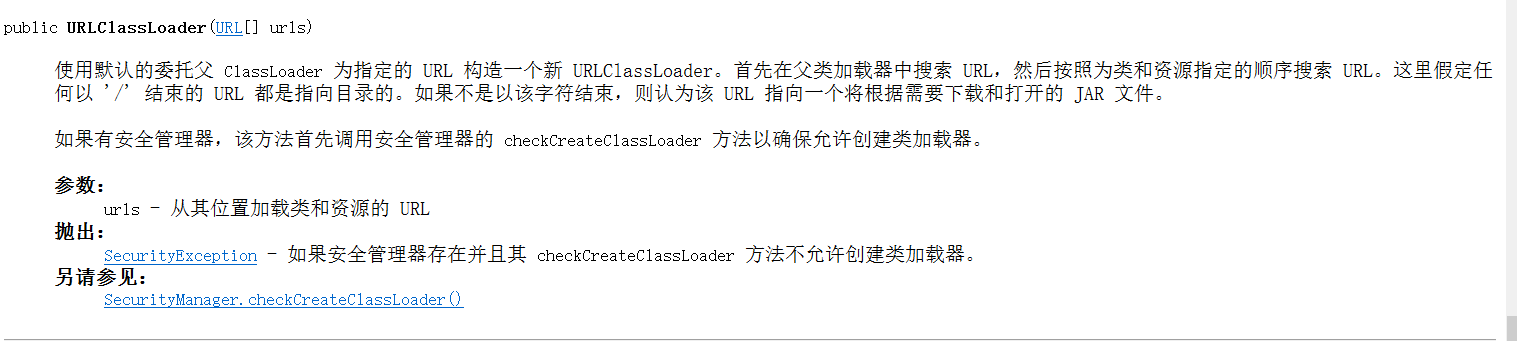 public URLClassLoader(URL[] urls)
使用默认的委托父 ClassLoader 为指定的 URL 构造一个新 URLClassLoader。首先在父类加载器中搜索 URL，然后按照为类和资源指定的顺序搜索 URL。这里假定任
何以 '/' 结束的 URL 都是指向目录的。如果不是以该字符结束，则认为该 URL 指向一个将根据需要下载和打开的 JAR 文件。
如果有安全管理器，该方法首先调用安全管理器的 checkCreateClassLoader 方法以确保允许创建类加载器。
参数：
urls - 从其位置加载类和资源的 URL
抛出：
SecurityException - 如果安全管理器存在并且其 checkCreateClassLoader 方法不允许创建类加载器。
另请参见：
SecurityManager.checkCreateClassLoader()